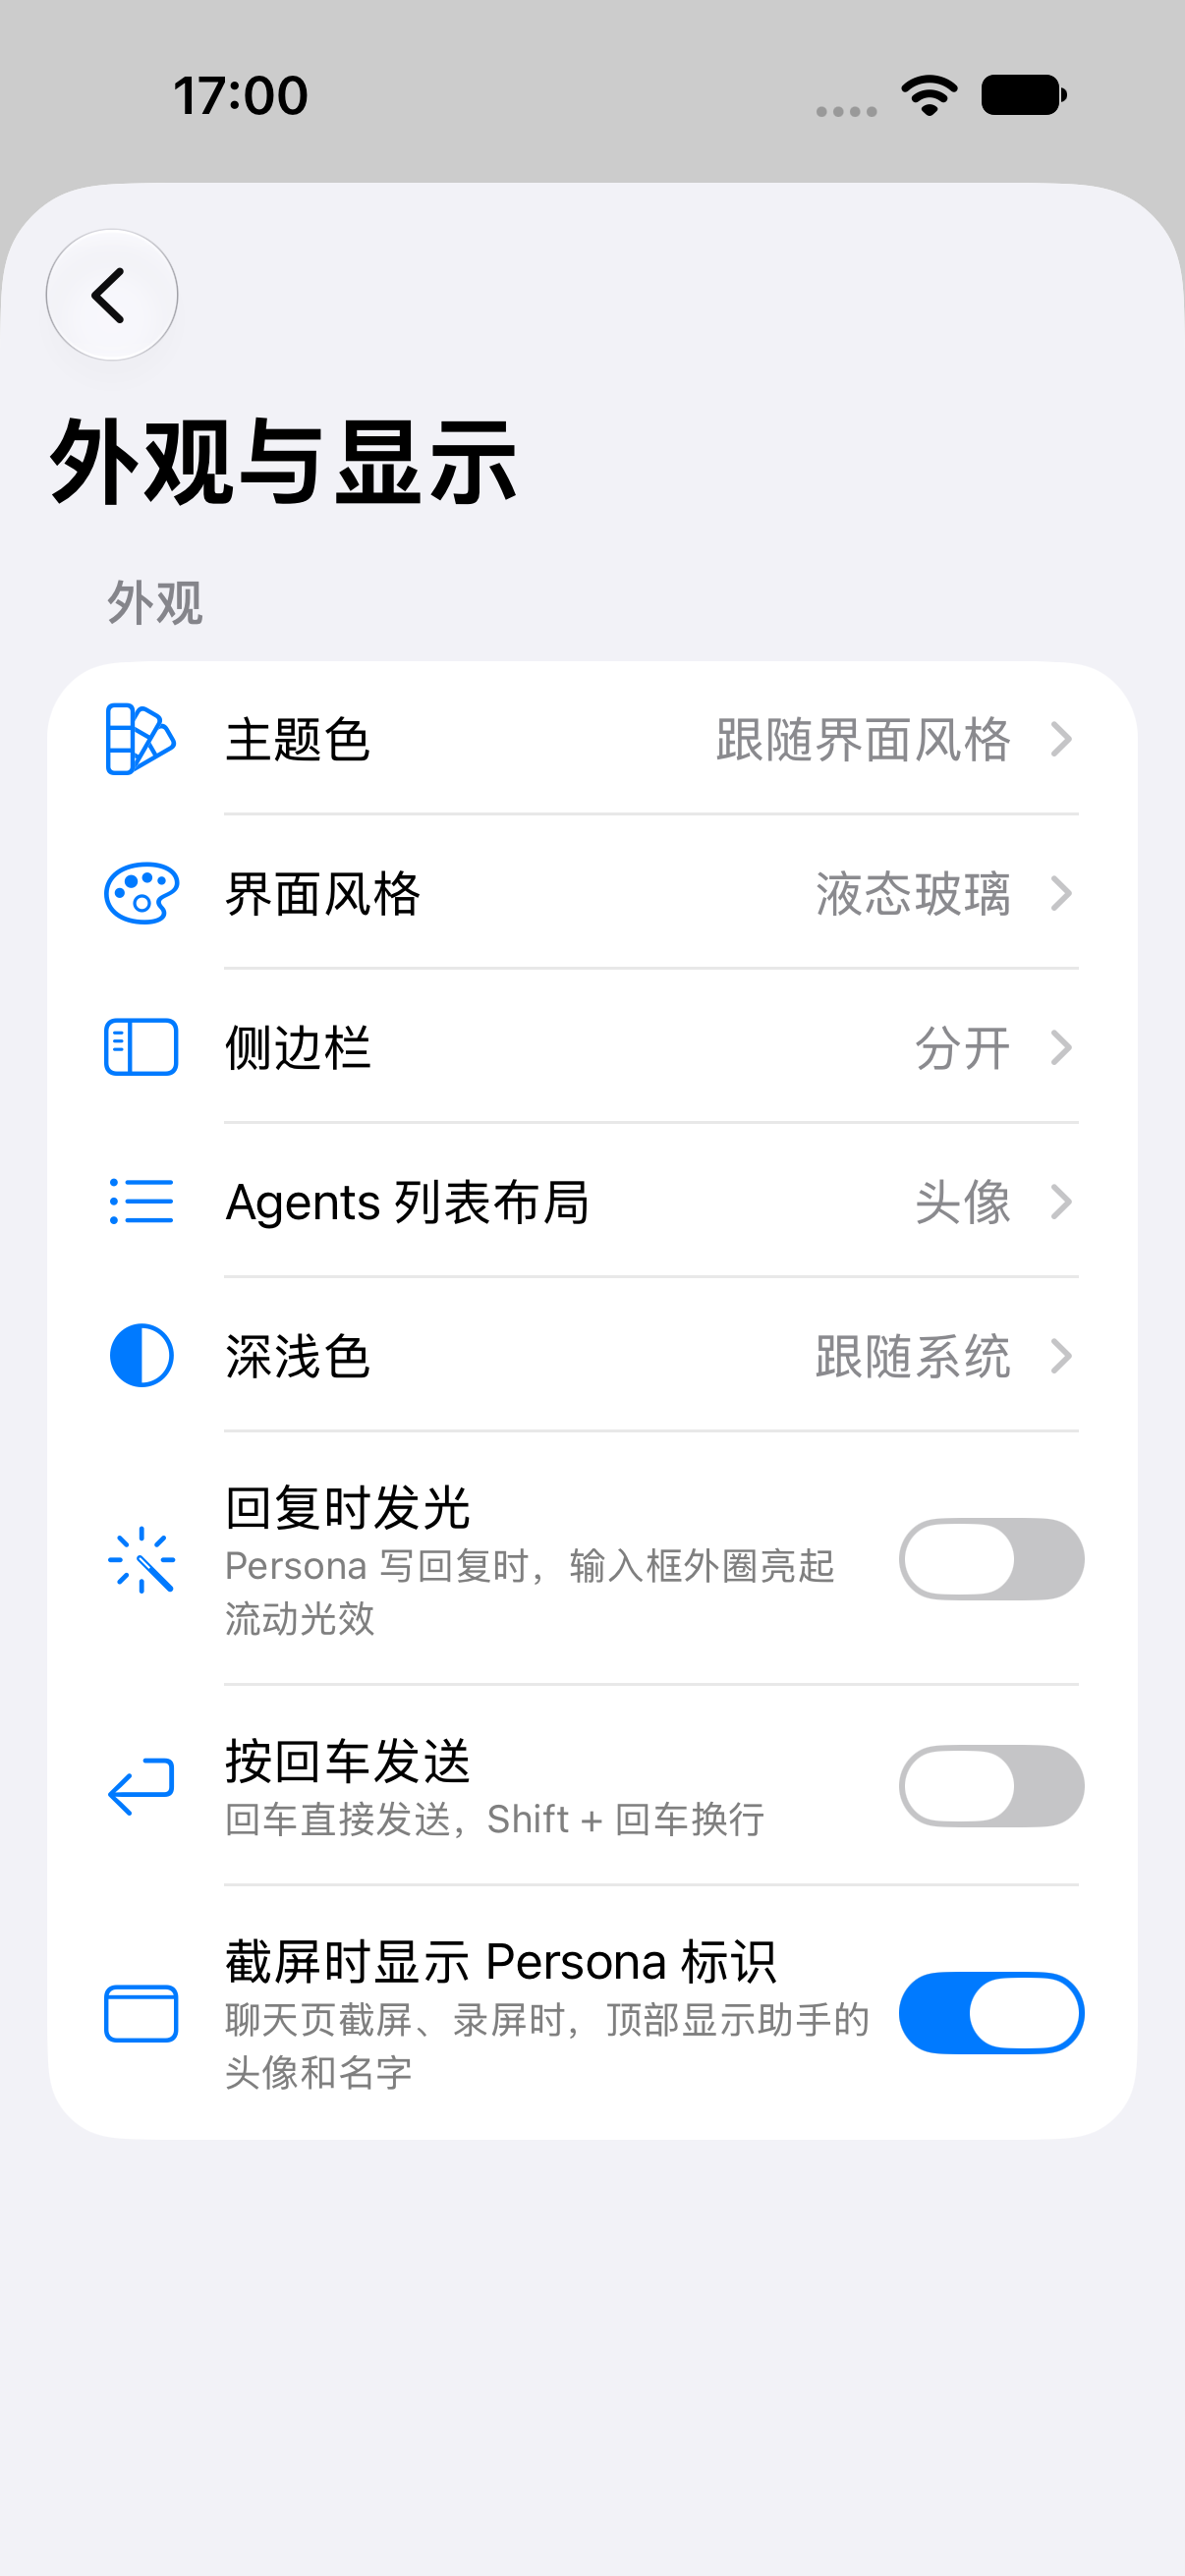 17:00
外观与显示
外观
主题色 跟随界面风格
界面风格 液态玻璃
侧边栏 分开
Agents 列表布局 头像
深浅色 跟随系统
回复时发光
Persona 写回复时，输入框外圈亮起
流动光效
按回车发送
回车直接发送，Shift + 回车换行
截屏时显示 Persona 标识
聊天页截屏、录屏时，顶部显示助手的
头像和名字